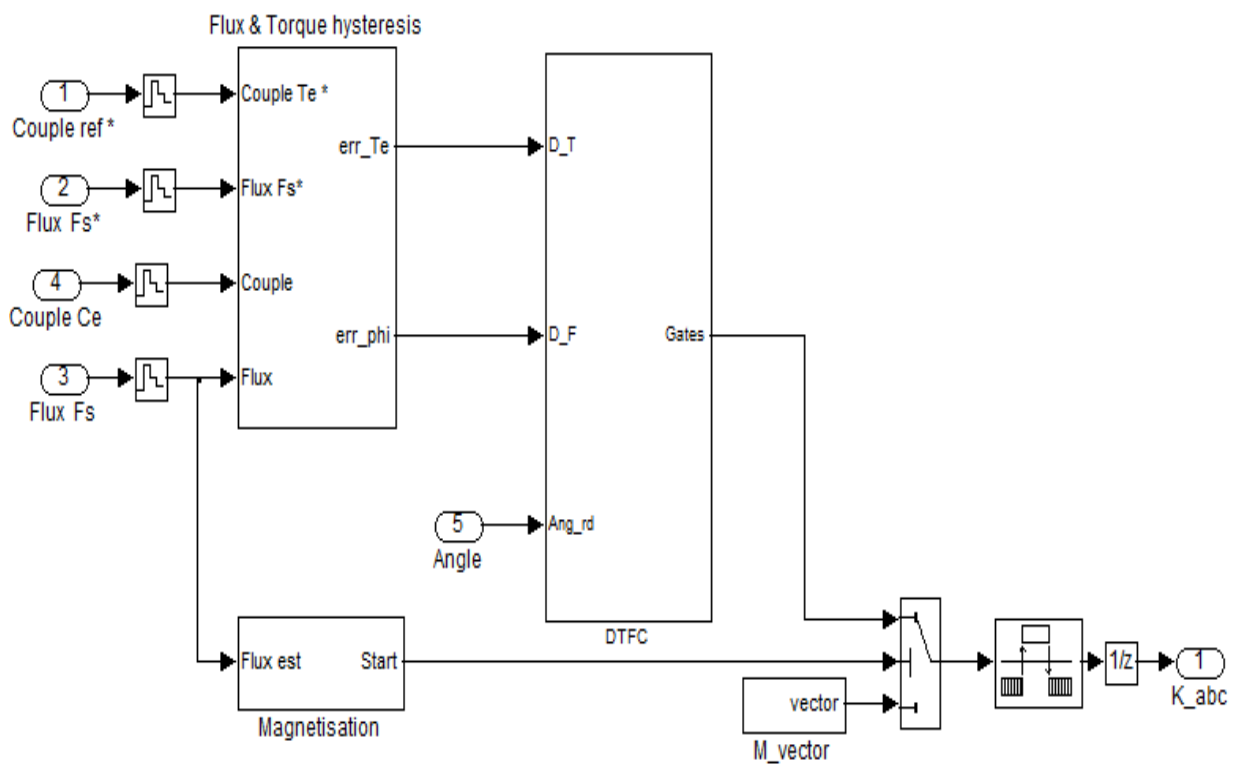 Flux & Torque hysteresis
1
Couple ref *
Couple Te *
err_Te
D_T
2
Flux Fs*
Flux Fs*
4
Couple Ce
Couple
err_phi
D_F
Gates
3
Flux Fs
Flux
5
Angle
Ang_rd
DTFC
Flux est
Start
Magnetisation
vector
M_vector
1/z
1
K_abc